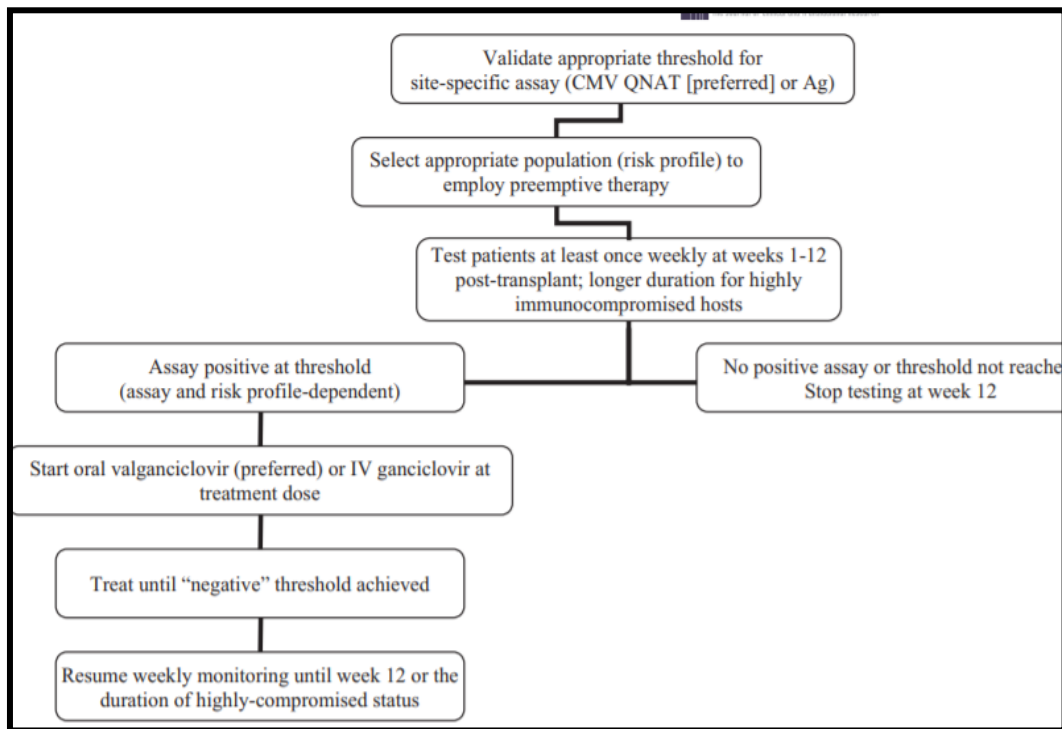 Validate appropriate threshold for
site-specific assay (CMV QNAT [preferred] or Ag)
Select appropriate population (risk profile) to
employ preemptive therapy
Test patients at least once weekly at weeks 1-12
post-transplant; longer duration for highly
immunocompromised hosts
Assay positive at threshold
(assay and risk profile-dependent)
No positive assay or threshold not reache
Stop testing at week 12
Start oral valganciclovir (preferred) or IV ganciclovir at
treatment dose
Treat until “negative” threshold achieved
Resume weekly monitoring until week 12 or the
duration of highly-compromised status